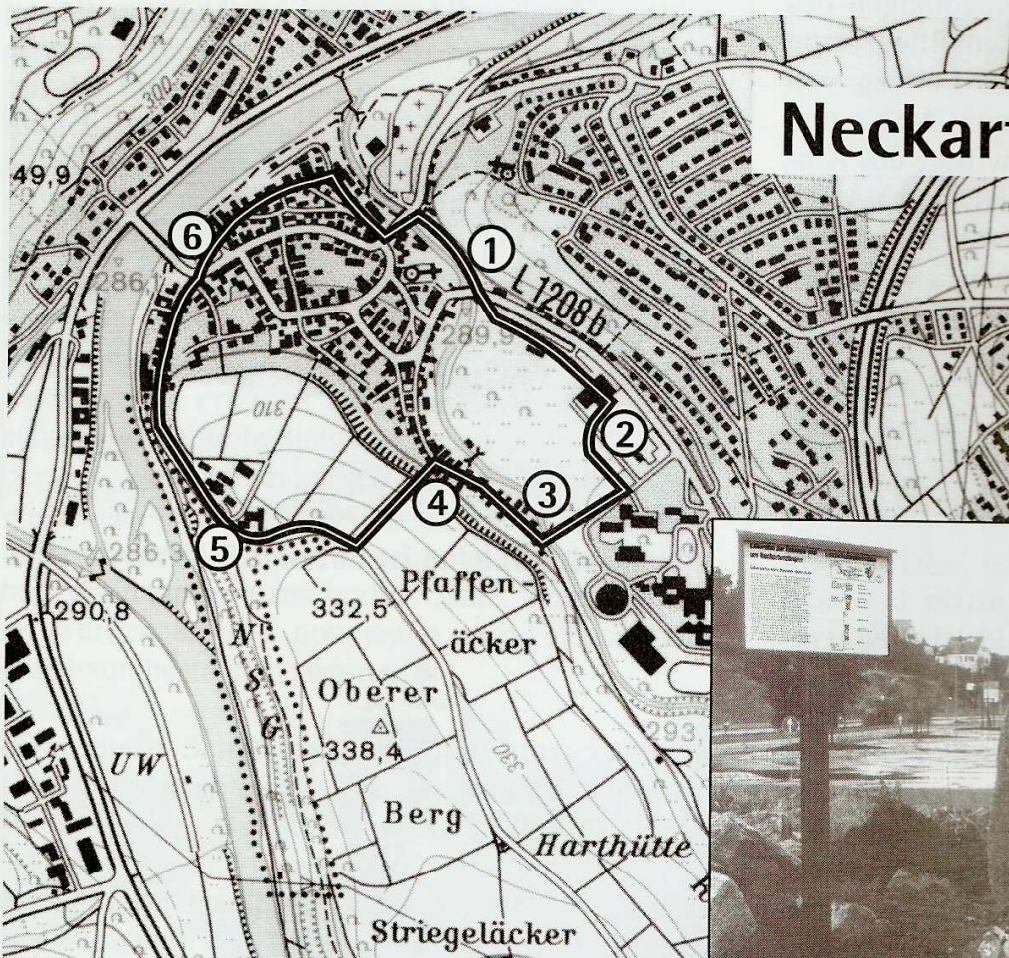 Neckar
300
49,9
6
1
286,1
L 1208 b
289,9
310
2
3
4
5
286,3
290,8
Pfaffen-
äcker
332,5
N
S
G
Oberer
338,4
293,
UW
330
Berg
Harthütte
Striegeläcker